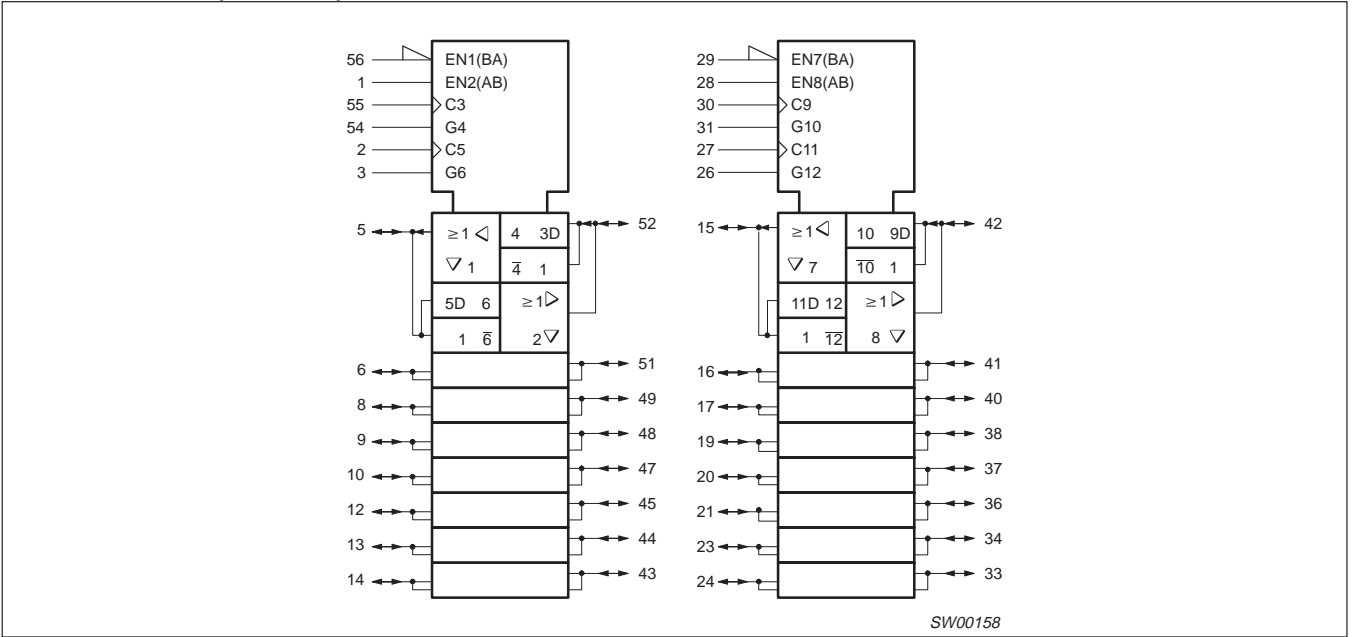 56 EN1(BA)
1 EN2(AB)
55 C3
54 G4
2 C5
3 G6
5 ≥1 4 3D 52
1 4̅ 1
5D 6 ≥1
1 6̅ 2
6 51
8 49
9 48
10 47
12 45
13 44
14 43
29 EN7(BA)
28 EN8(AB)
30 C9
31 G10
27 C11
26 G12
15 ≥1 10 9D 42
7 1̅0̅ 1
11D 12 ≥1
1 1̅2̅ 8
16 41
17 40
19 38
20 37
21 36
23 34
24 33
SW00158